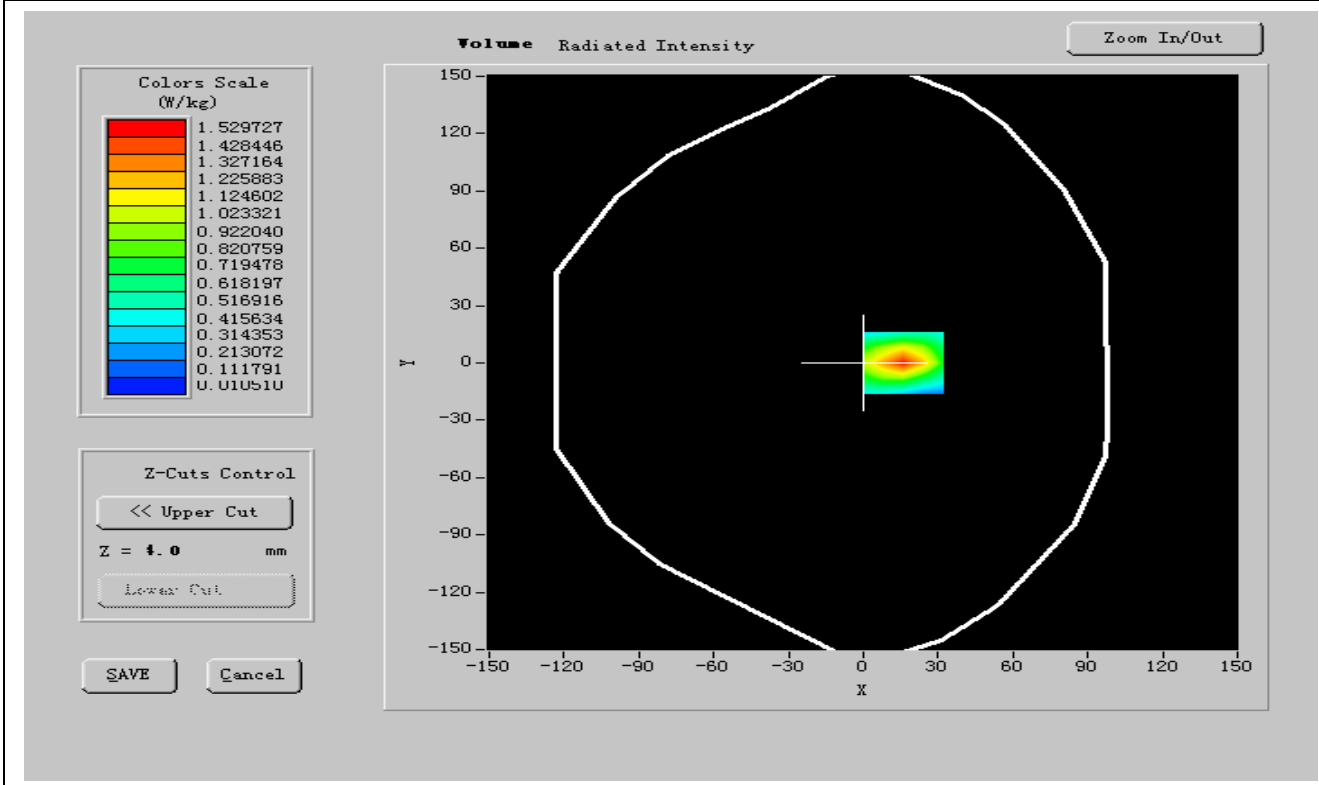 Volume Radiated Intensity
Zoom In/Out
Colors Scale
(W/kg)
1.529727
1.428446
1.327164
1.225883
1.124602
1.023321
0.922040
0.820759
0.719478
0.618197
0.516916
0.415634
0.314353
0.213072
0.111791
0.010510
Z-Cuts Control
<< Upper Cut
Z = 4.0 mm
Lower Cut
SAVE
Cancel
150
120
90
60
30
0
-30
-60
-90
-120
-150
Y
-150 -120 -90 -60 -30 0 30 60 90 120 150
X